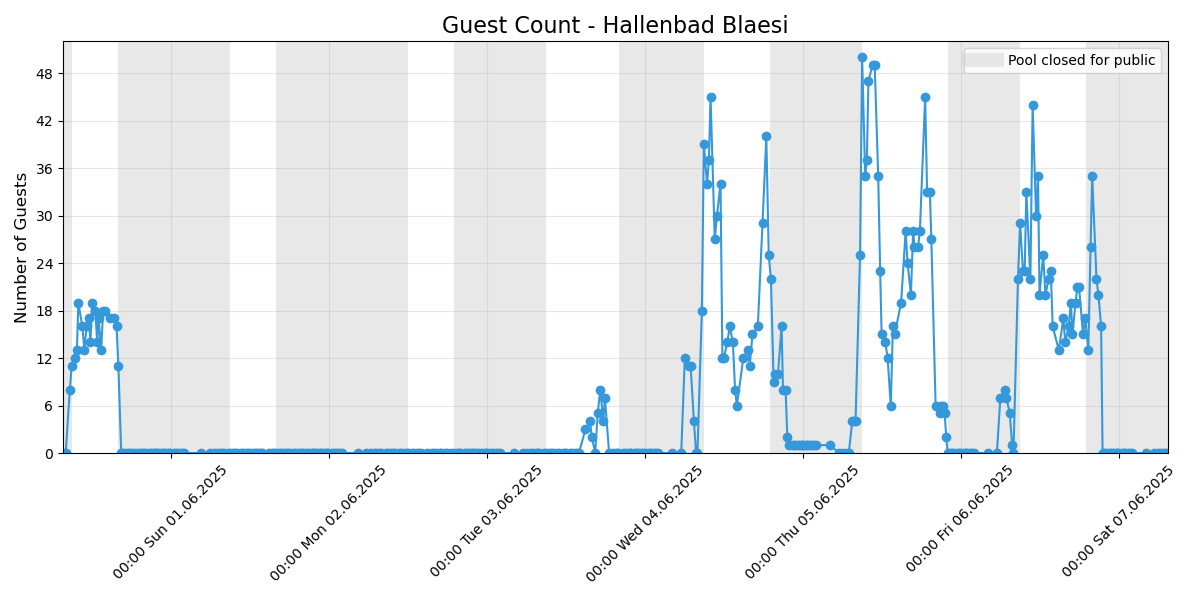 Guest Count - Hallenbad Blaesi
Pool closed for public
Number of Guests
48
42
36
30
24
18
12
6
0
00:00 Sun 01.06.2025
00:00 Mon 02.06.2025
00:00 Tue 03.06.2025
00:00 Wed 04.06.2025
00:00 Thu 05.06.2025
00:00 Fri 06.06.2025
00:00 Sat 07.06.2025